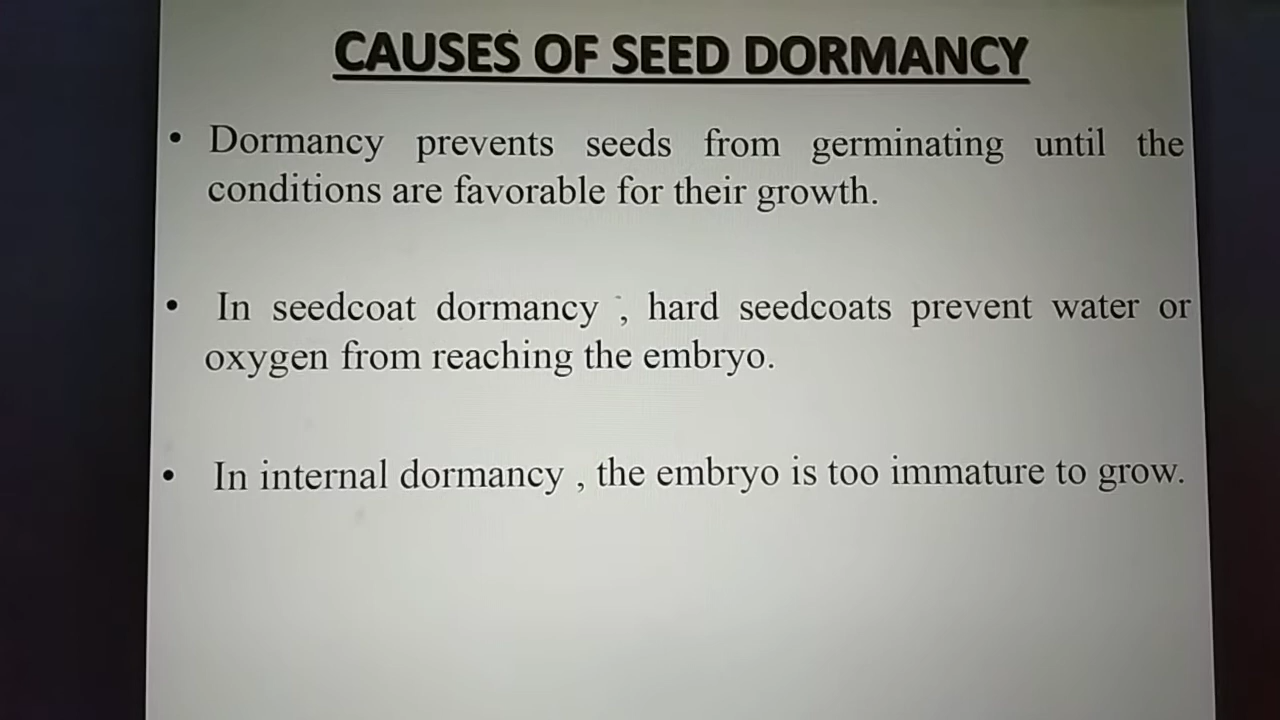 CAUSES OF SEED DORMANCY
• Dormancy prevents seeds from germinating until the
conditions are favorable for their growth.
• In seedcoat dormancy , hard seedcoats prevent water or
oxygen from reaching the embryo.
• In internal dormancy , the embryo is too immature to grow.